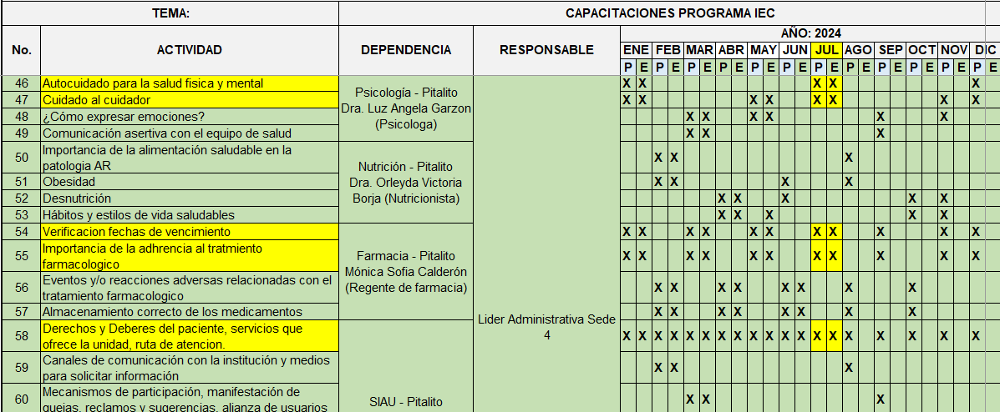 TEMA:
CAPACITACIONES PROGRAMA IEC
No.
ACTIVIDAD
DEPENDENCIA
RESPONSABLE
AÑO: 2024
ENE FEB MAR ABR MAY JUN JUL AGO SEP OCT NOV DIC
P E P E P E P E P E P E P E P E P E P E P E P E
46 Autocuidado para la salud fisica y mental X X X X X
47 Cuidado al cuidador X X X X X X X X
48 ¿Cómo expresar emociones? X X X X X X
49 Comunicación asertiva con el equipo de salud X X X
Psicología - Pitalito
Dra. Luz Angela Garzon
(Psicologa)
50 Importancia de la alimentación saludable en la
patologia AR X X X
51 Obesidad X X X X
52 Desnutrición X X X X X
53 Hábitos y estilos de vida saludables X X X X X
Nutrición - Pitalito
Dra. Orleyda Victoria
Borja (Nutricionista)
54 Verificacion fechas de vencimiento X X X X X X X X X X X
55 Importancia de la adhrencia al tratmiento
farmacologico X X X X X X X X X X X
56 Eventos y/o reacciones adversas relacionadas con el
tratamiento farmacologico X X X X X X X X
57 Almacenamiento correcto de los medicamentos X X X X X X X X
Farmacia - Pitalito
Mónica Sofia Calderón
(Regente de farmacia)
Lider Administrativa Sede
4
58 Derechos y Deberes del paciente, servicios que
ofrece la unidad, ruta de atencion. X X X X X X X X X X X X X X X X X X X
59 Canales de comunicación con la institución y medios
para solicitar información X X X
60 Mecanismos de participación, manifestación de
quejas, reclamos y sugerencias, alianza de usuarios X X X
SIAU - Pitalito